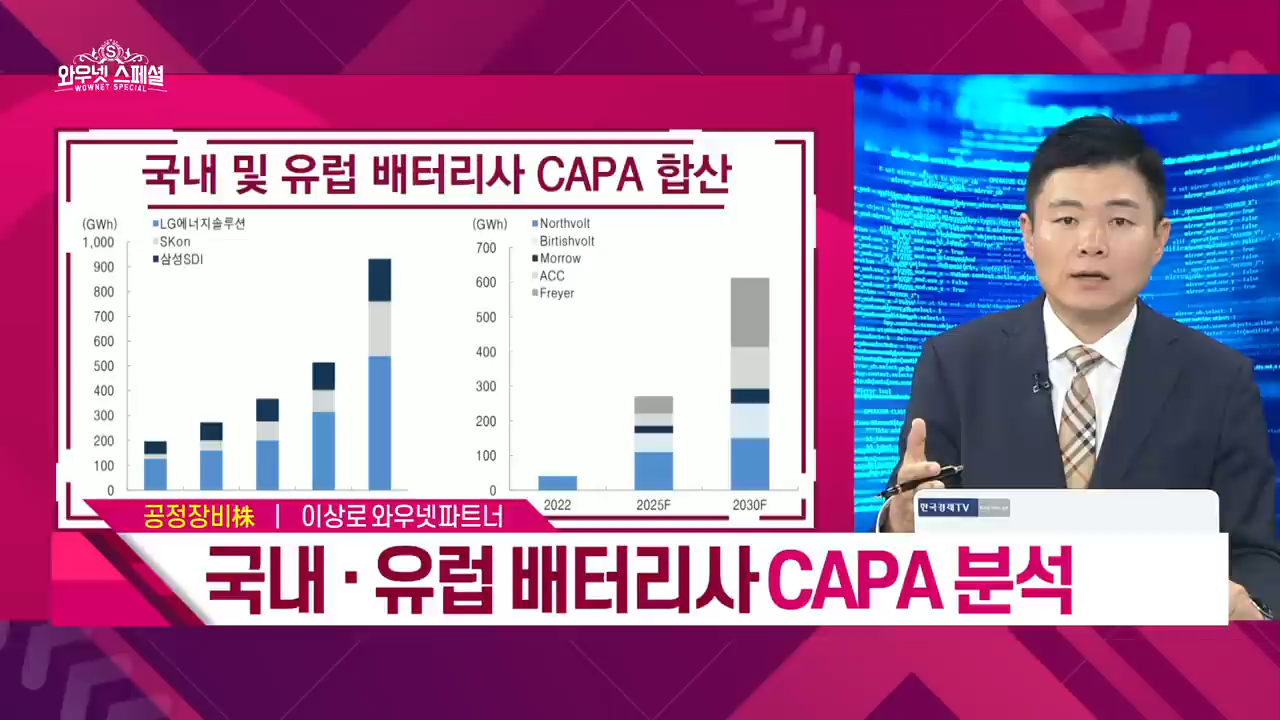 와우넷 스페셜
WOWNET SPECIAL
국내 및 유럽 배터리사 CAPA 합산
(GWh)
LG에너지솔루션
SKon
삼성SDI
1,000
900
800
700
600
500
400
300
200
100
0
(GWh)
Northvolt
Birtishvolt
Morrow
ACC
Freyer
700
600
500
400
300
200
100
0
2022
2025F
2030F
공정장비株 | 이상로 와우넷파트너
국내·유럽 배터리사 CAPA 분석
한국경제TV